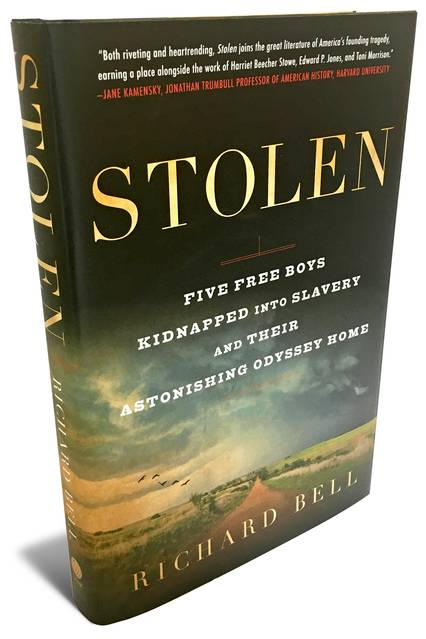 "Both riveting and heartrending, Stolen joins the great literature of America's founding tragedy,
earning a place alongside the work of Harriet Beecher Stowe, Edward P. Jones, and Toni Morrison."
—JANE KAMENSKY, JONATHAN TRUMBULL PROFESSOR OF AMERICAN HISTORY, HARVARD UNIVERSITY
STOLEN
FIVE FREE BOYS
KIDNAPPED INTO SLAVERY
AND THEIR
ASTONISHING ODYSSEY HOME
RICHARD BELL
STOLEN
RICHARD BELL